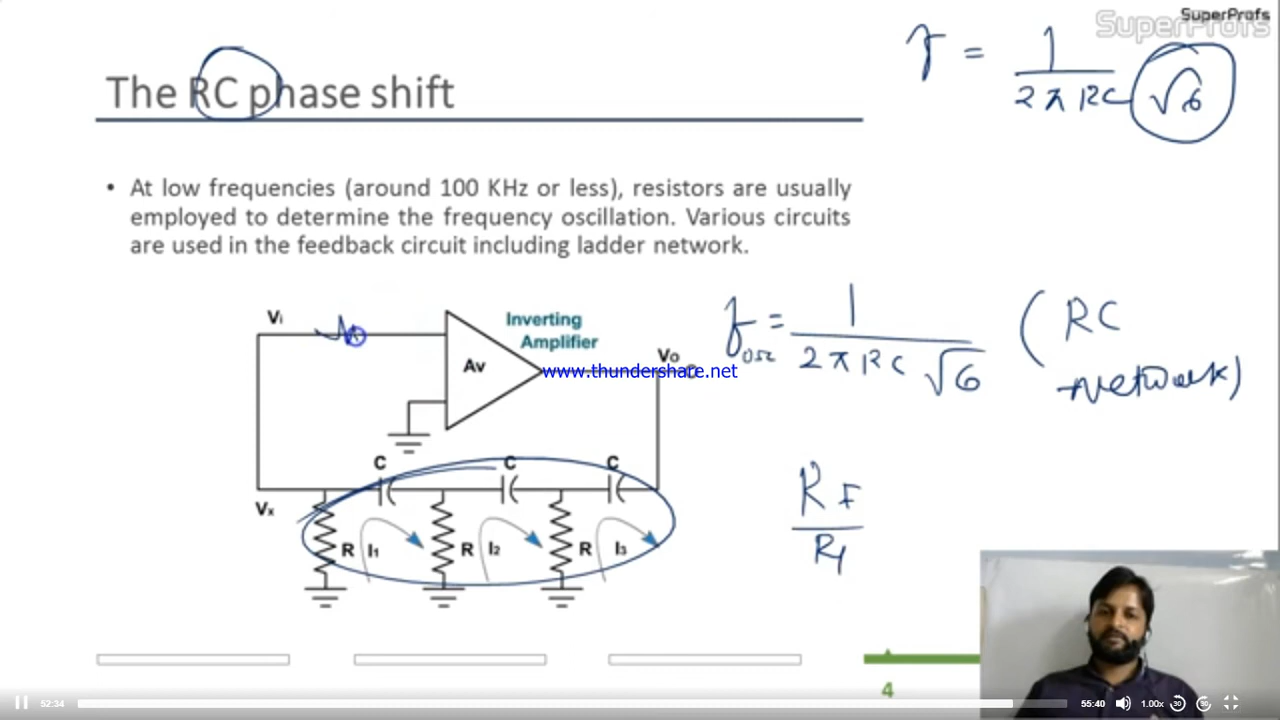 SuperProfs
SuperProfs
The RC phase shift
f = 1 / 2πRC √6
• At low frequencies (around 100 KHz or less), resistors are usually
employed to determine the frequency oscillation. Various circuits
are used in the feedback circuit including ladder network.
Vi
Inverting
Amplifier
Av
Vo
www.thundershare.net
fosc = 1 / 2πRC √6 (RC
network)
C C C
Vx
R I1 R I2 R I3
RF
R1
4
52:34
55:40
1.00x
30
30